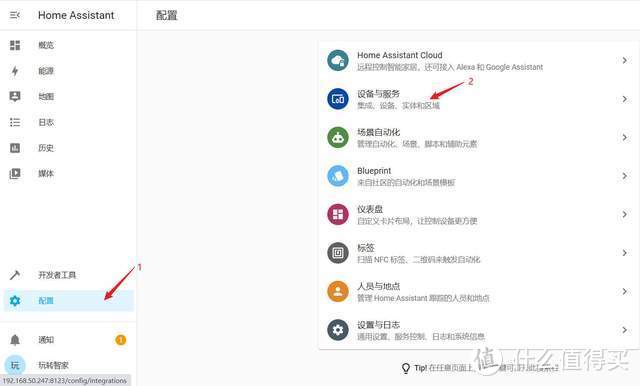 Home Assistant
配置
概览
能源
地图
日志
历史
媒体
开发者工具
配置
通知
1
玩
玩转智家
192.168.50.247:8123/config/integrations
1
Home Assistant Cloud
远程控制智能家居，还可接入 Alexa 和 Google Assistant
2
设备与服务
集成、设备、实体和区域
场景自动化
管理自动化、场景、脚本和辅助元素
Blueprint
来自社区的自动化和场景模板
仪表盘
自定义卡片布局，让控制设备更方便
标签
扫描 NFC 标签、二维码来触发自动化
人员与地点
管理 Home Assistant 跟踪的人员和地点
设置与日志
通用设置、服务控制、日志和系统信息
Tip! 在任意页面上
值 什么值得买